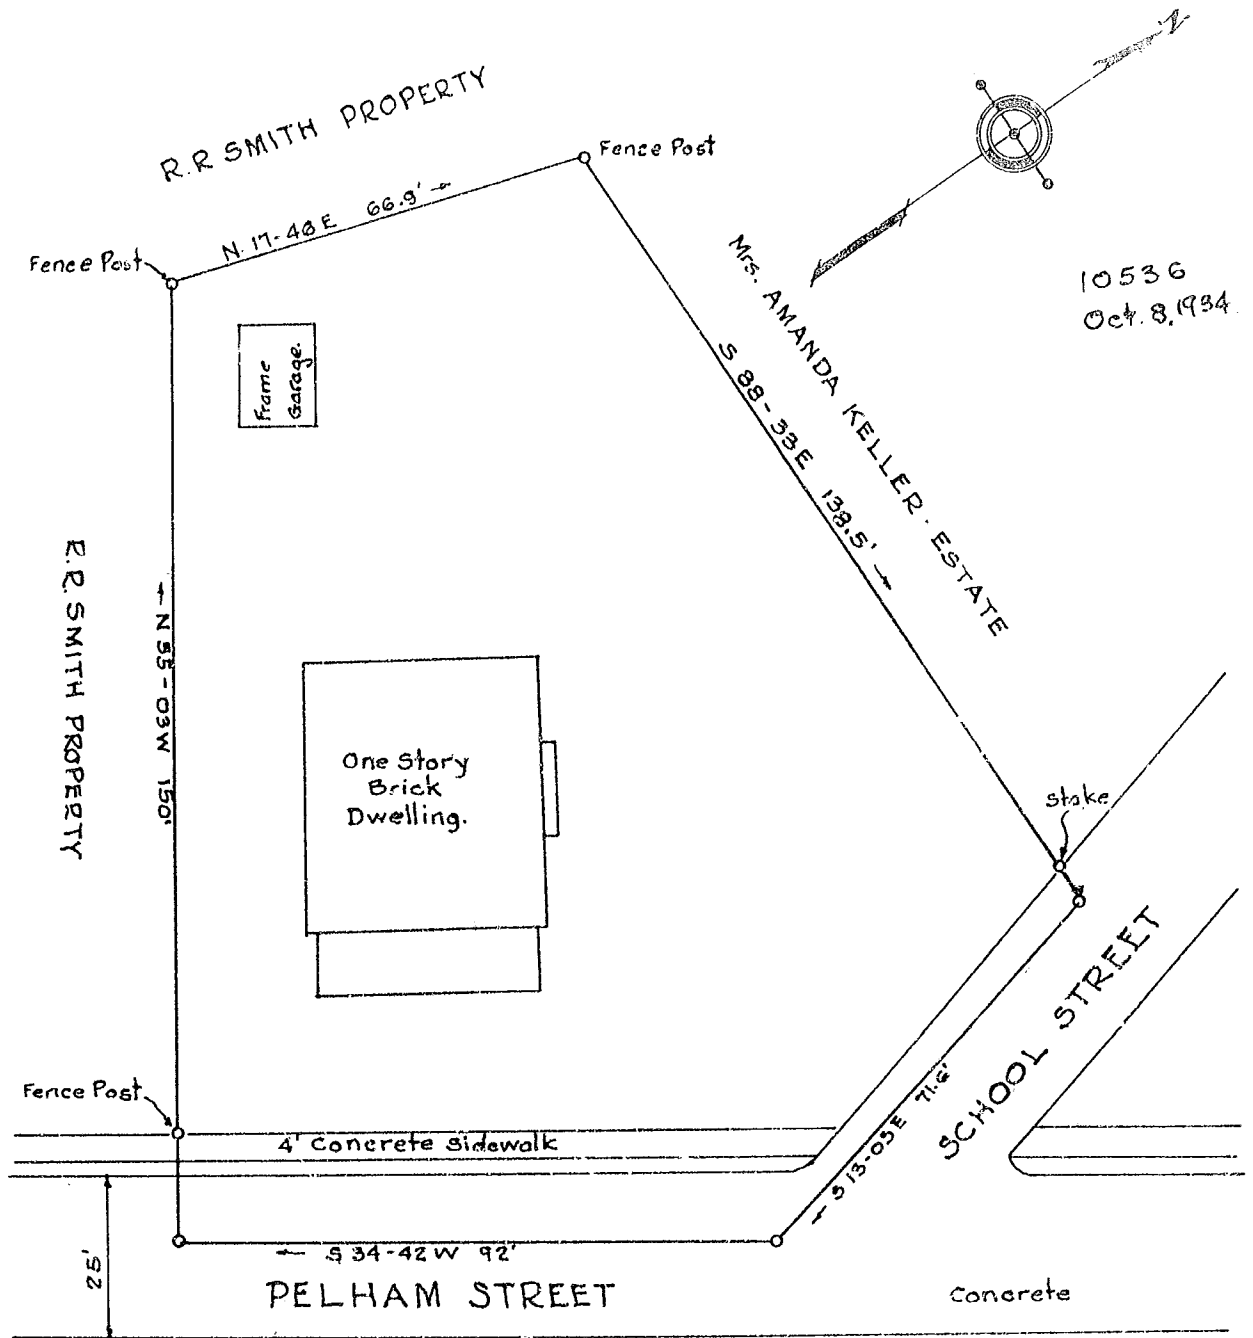 R.R SMITH PROPERTY
N
Fence Post
N 17-48 E 66.9'
Fence Post
Mrs. AMANDA KELLER ESTATE
10536
Oct. 8, 1934
Frame
Garage.
S 88-33 E 138.5'
R.R. SMITH PROPERTY
N 55-03 W 150'
One Story
Brick
Dwelling.
Stake
SCHOOL STREET
Fence Post
4' Concrete Sidewalk
S 13-05 E 71.6'
S 34-42 W 92'
25'
PELHAM STREET
Concrete